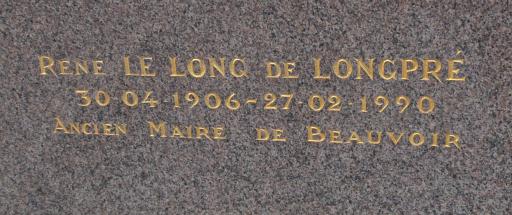 RENE LE LONG DE LONGPRÉ
30·04·1906~27·02·1990
ANCIEN MAIRE DE BEAUVOIR